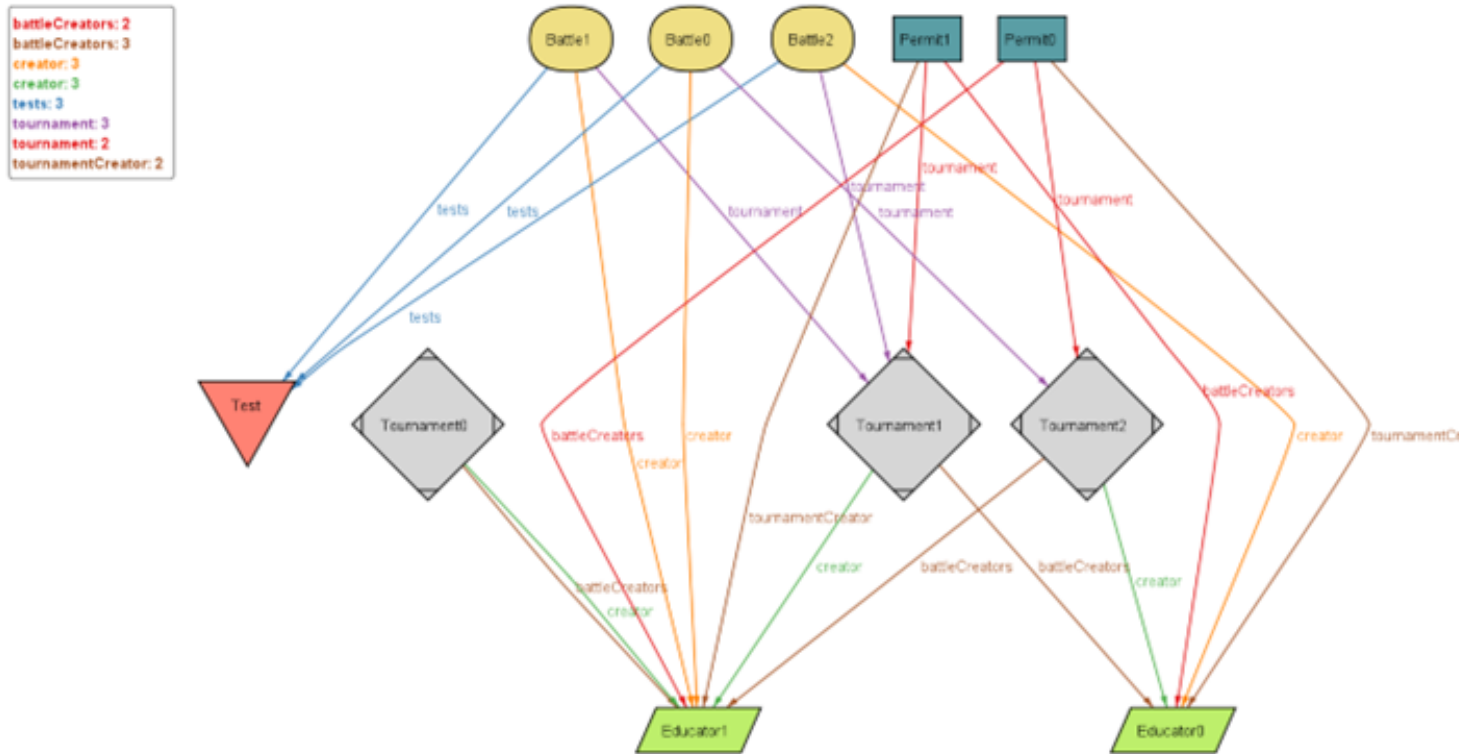 battleCreators: 2
battleCreators: 3
creator: 3
creator: 3
tests: 3
tournament: 3
tournament: 2
tournamentCreator: 2
Battle1
Battle0
Battle2
Permit1
Permit0
tournament
tournament
tournament
tournament
tournament
tests
tests
tests
Test
Tournament0
Tournament1
Tournament2
battleCreators
battleCreators
creator
creator
creator
tournamentCr
tournamentCreator
creator
battleCreators
battleCreators
battleCreators
creator
creator
Educator1
Educator0